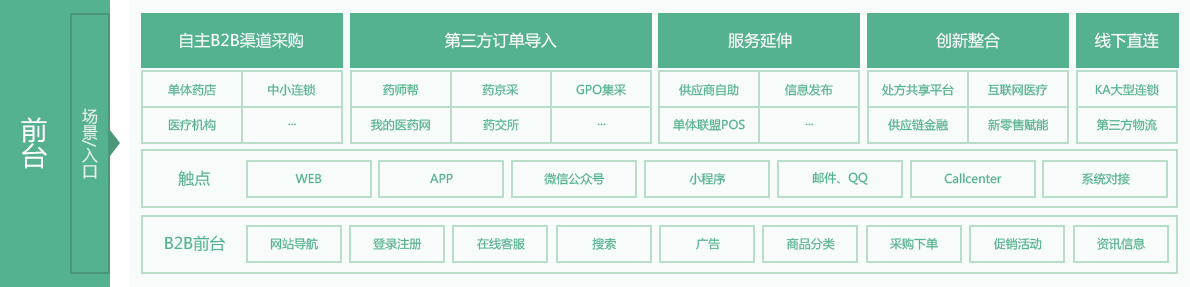 前台
场景/入口
自主B2B渠道采购
第三方订单导入
服务延伸
创新整合
线下直连
单体药店
中小连锁
药师帮
药京采
GPO集采
供应商自助
信息发布
处方共享平台
互联网医疗
KA大型连锁
医疗机构
...
我的医药网
药交所
...
单体联盟POS
...
供应链金融
新零售赋能
第三方物流
触点
WEB
APP
微信公众号
小程序
邮件、QQ
Callcenter
系统对接
B2B前台
网站导航
登录注册
在线客服
搜索
广告
商品分类
采购下单
促销活动
资讯信息